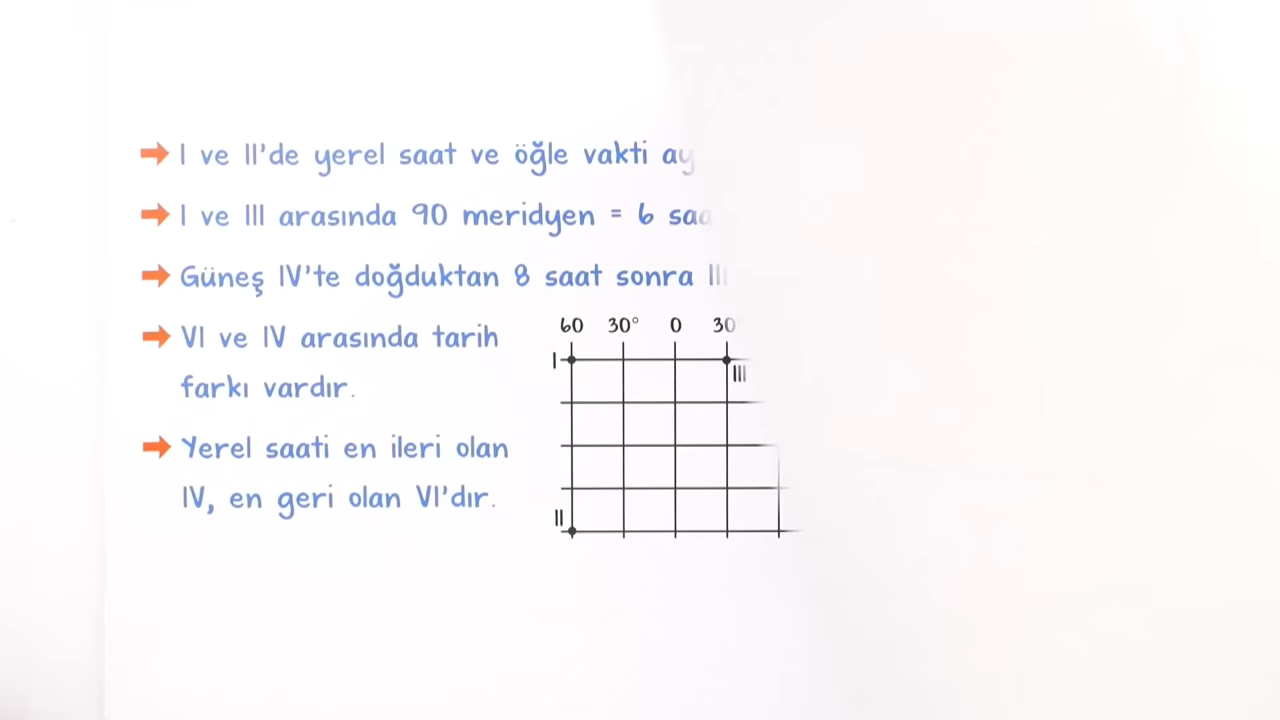 ➡ I ve II'de yerel saat ve öğle vakti
➡ I ve III arasında 90 meridyen = 6
➡ Güneş IV'te doğduktan 8 saat sonra
➡ VI ve IV arasında tarih
farkı vardır.
➡ Yerel saati en ileri olan
IV, en geri olan VI'dır.
60 30° 0 30
I
III
II